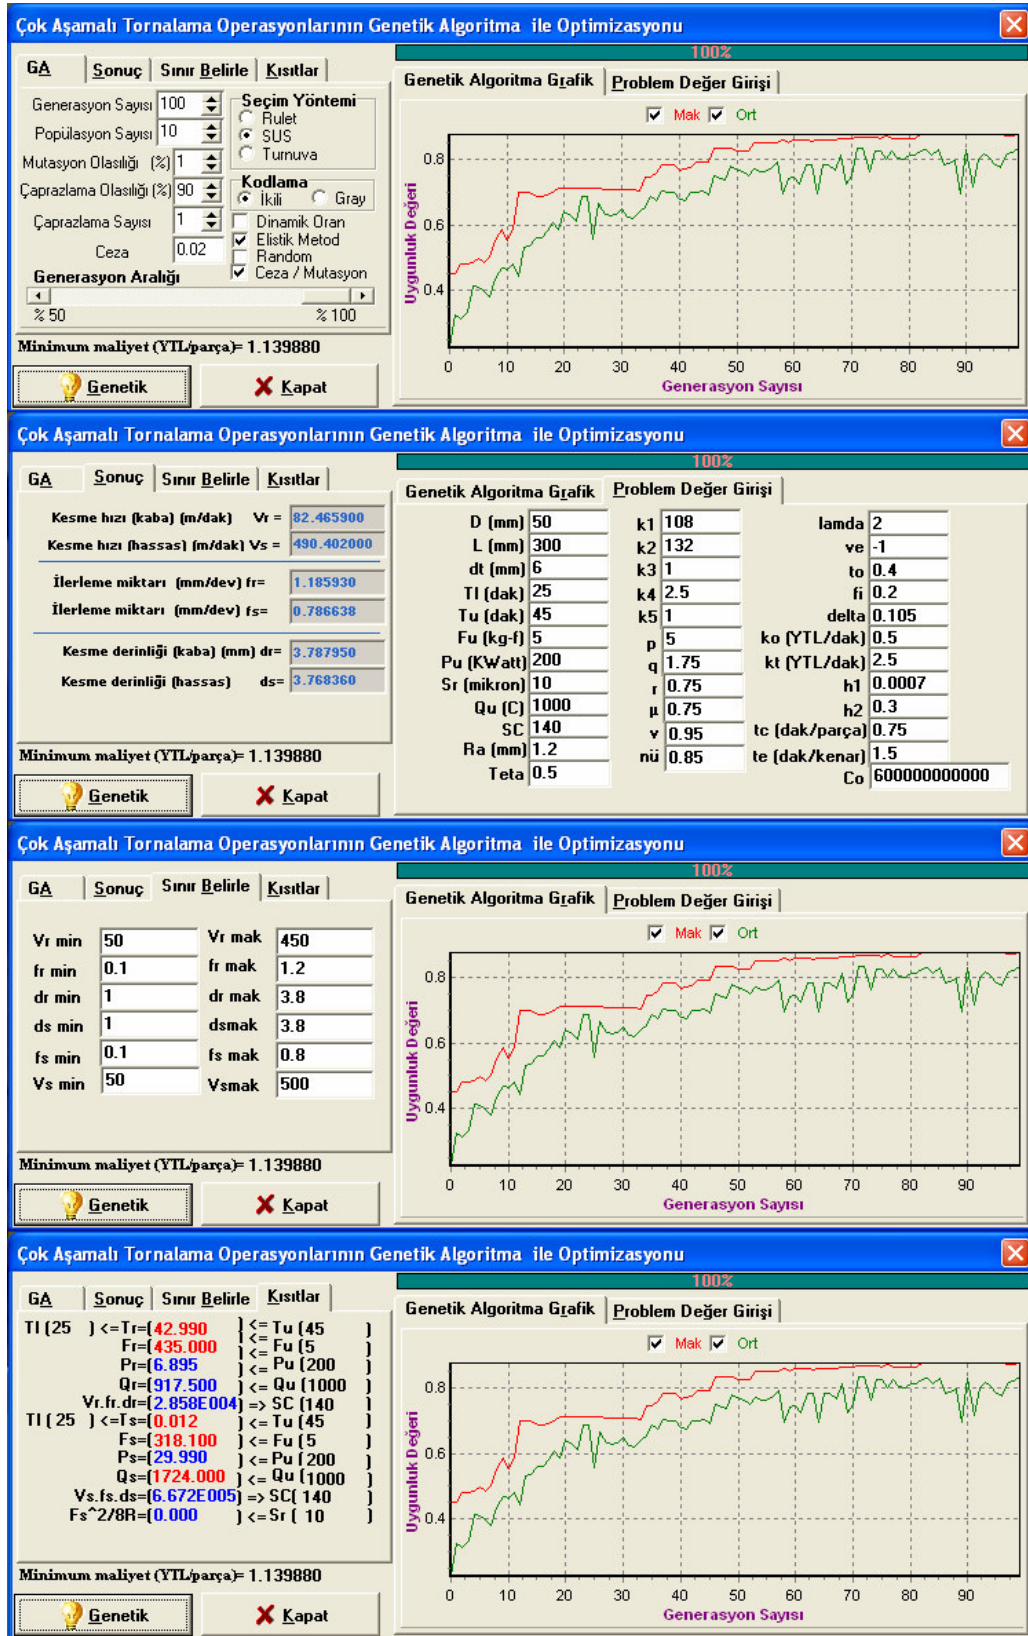 Çok Aşamalı Tornalama Operasyonlarının Genetik Algoritma ile Optimizasyonu
100%
GA Sonuç Sınır Belirle Kısıtlar
Genetik Algoritma Grafik Problem Değer Girişi
Generasyon Sayısı 100
Popülasyon Sayısı 10
Mutasyon Olasılığı (%) 1
Çaprazlama Olasılığı (%) 90
Çaprazlama Sayısı 1
Ceza 0.02
Seçim Yöntemi
Rulet
SUS
Turnuva
Kodlama
İkili Gray
Dinamik Oran
Elistik Metod
Random
Ceza / Mutasyon
Generasyon Aralığı
% 50 % 100
Minimum maliyet (YTL/parça)= 1.139880
Genetik Kapat
Mak Ort
Uygunluk Değeri
0.8
0.6
0.4
0 10 20 30 40 50 60 70 80 90
Generasyon Sayısı
Çok Aşamalı Tornalama Operasyonlarının Genetik Algoritma ile Optimizasyonu
100%
GA Sonuç Sınır Belirle Kısıtlar
Genetik Algoritma Grafik Problem Değer Girişi
Kesme hızı (kaba) (m/dak) Vr = 82.465900
Kesme hızı (hassas) (m/dak) Vs = 490.402000
İlerleme miktarı (mm/dev) fr= 1.185930
İlerleme miktarı (mm/dev) fs= 0.786638
Kesme derinliği (kaba) (mm) dr= 3.787950
Kesme derinliği (hassas) ds= 3.768360
Minimum maliyet (YTL/parça)= 1.139880
Genetik Kapat
D (mm) 50
L (mm) 300
dt (mm) 6
Tl (dak) 25
Tu (dak) 45
Fu (kg-f) 5
Pu (KWatt) 200
Sr (mikron) 10
Qu (C) 1000
SC 140
Ra (mm) 1.2
Teta 0.5
k1 108
k2 132
k3 1
k4 2.5
k5 1
p 5
q 1.75
r 0.75
µ 0.75
v 0.95
nü 0.85
lamda 2
ve -1
to 0.4
fi 0.2
delta 0.105
ko (YTL/dak) 0.5
kt (YTL/dak) 2.5
h1 0.0007
h2 0.3
tc (dak/parça) 0.75
te (dak/kenar) 1.5
Co 600000000000
Çok Aşamalı Tornalama Operasyonlarının Genetik Algoritma ile Optimizasyonu
100%
GA Sonuç Sınır Belirle Kısıtlar
Genetik Algoritma Grafik Problem Değer Girişi
Vr min 50 Vr mak 450
fr min 0.1 fr mak 1.2
dr min 1 dr mak 3.8
ds min 1 dsmak 3.8
fs min 0.1 fs mak 0.8
Vs min 50 Vsmak 500
Minimum maliyet (YTL/parça)= 1.139880
Genetik Kapat
Mak Ort
Uygunluk Değeri
0.8
0.6
0.4
0 10 20 30 40 50 60 70 80 90
Generasyon Sayısı
Çok Aşamalı Tornalama Operasyonlarının Genetik Algoritma ile Optimizasyonu
100%
GA Sonuç Sınır Belirle Kısıtlar
Genetik Algoritma Grafik Problem Değer Girişi
Tl (25 ) <=Tr=(42.990 ) <= Tu (45 )
Fr=(435.000 ) <= Fu (5 )
Pr=(6.895 ) <= Pu (200 )
Qr=(917.500 ) <= Qu (1000 )
Vr.fr.dr=(2.858E004) => SC (140 )
Tl ( 25 ) <=Ts=(0.012 ) <= Tu (45 )
Fs=(318.100 ) <= Fu (5 )
Ps=(29.990 ) <= Pu ( 200 )
Qs=(1724.000 ) <= Qu (1000 )
Vs.fs.ds=(6.672E005) => SC( 140 )
Fs^2/8R=(0.000 ) <=Sr ( 10 )
Minimum maliyet (YTL/parça)= 1.139880
Genetik Kapat
Mak Ort
Uygunluk Değeri
0.8
0.6
0.4
0 10 20 30 40 50 60 70 80 90
Generasyon Sayısı